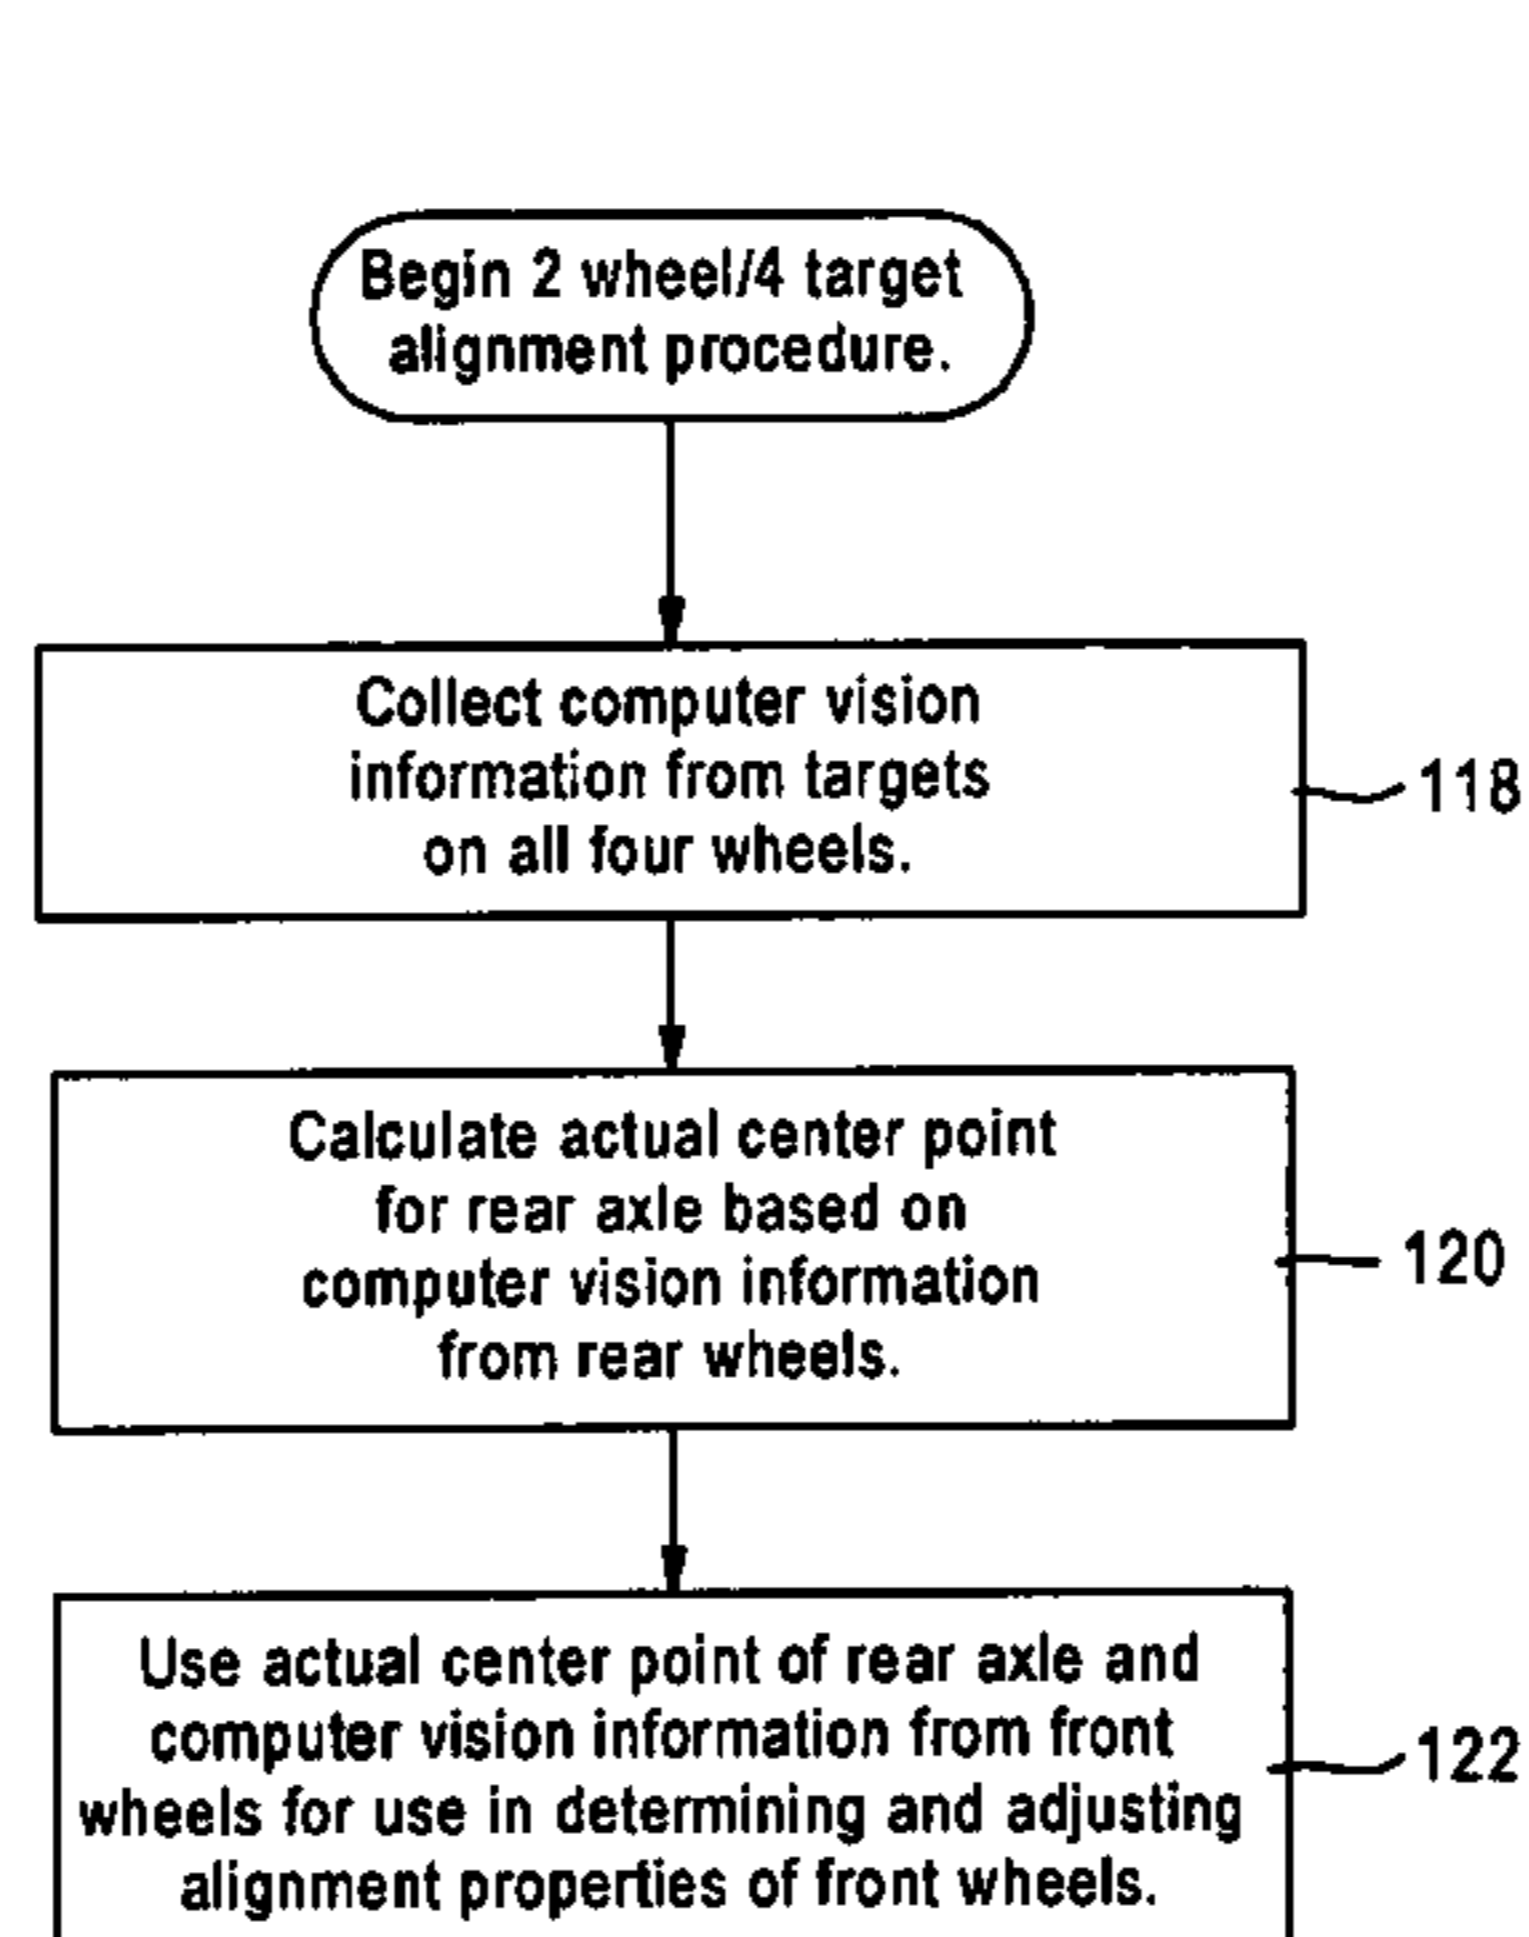 Begin 2 wheel/4 target
alignment procedure.
Collect computer vision
information from targets
on all four wheels.
118
Calculate actual center point
for rear axle based on
computer vision information
from rear wheels.
120
Use actual center point of rear axle and
computer vision information from front
wheels for use in determining and adjusting
alignment properties of front wheels.
122